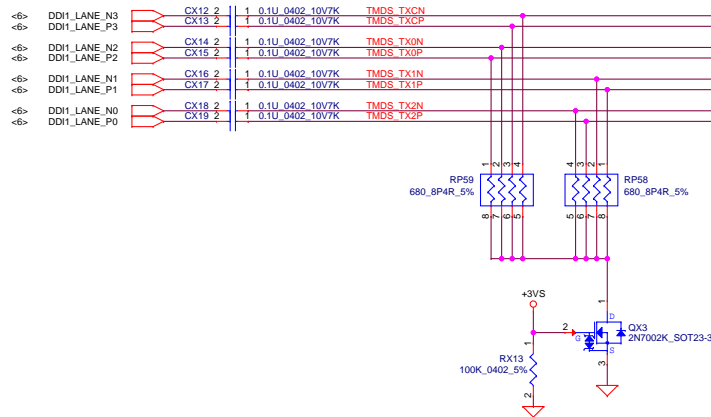 <6> DDI1_LANE_N3 CX12 2 1 0.1U_0402_10V7K TMDS_TXCN
<6> DDI1_LANE_P3 CX13 2 1 0.1U_0402_10V7K TMDS_TXCP
<6> DDI1_LANE_N2 CX14 2 1 0.1U_0402_10V7K TMDS_TX0N
<6> DDI1_LANE_P2 CX15 2 1 0.1U_0402_10V7K TMDS_TX0P
<6> DDI1_LANE_N1 CX16 2 1 0.1U_0402_10V7K TMDS_TX1N
<6> DDI1_LANE_P1 CX17 2 1 0.1U_0402_10V7K TMDS_TX1P
<6> DDI1_LANE_N0 CX18 2 1 0.1U_0402_10V7K TMDS_TX2N
<6> DDI1_LANE_P0 CX19 2 1 0.1U_0402_10V7K TMDS_TX2P
1 2 3 4 4 3 2 1
RP59 RP58
680_8P4R_5% 680_8P4R_5%
8 7 6 5 5 6 7 8
+3VS
1
D
2
G
QX3
2N7002K_SOT23-3
S
1
RX13
3
100K_0402_5%
2